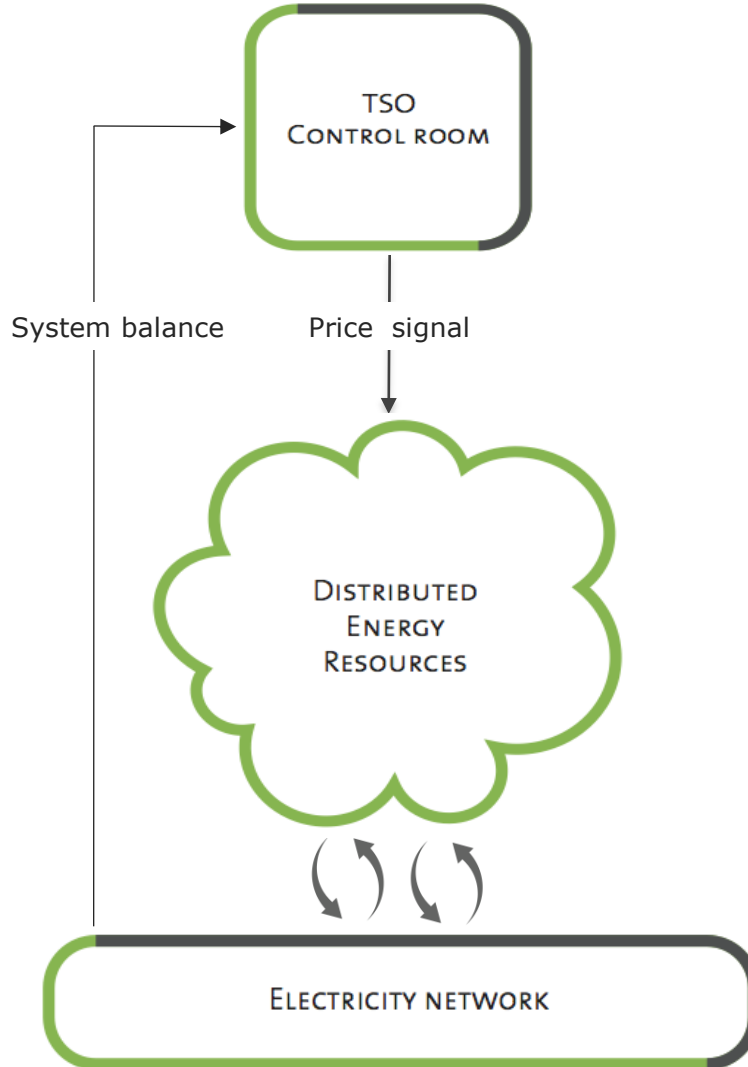 TSO
CONTROL ROOM
System balance
Price signal
DISTRIBUTED
ENERGY
RESOURCES
ELECTRICITY NETWORK